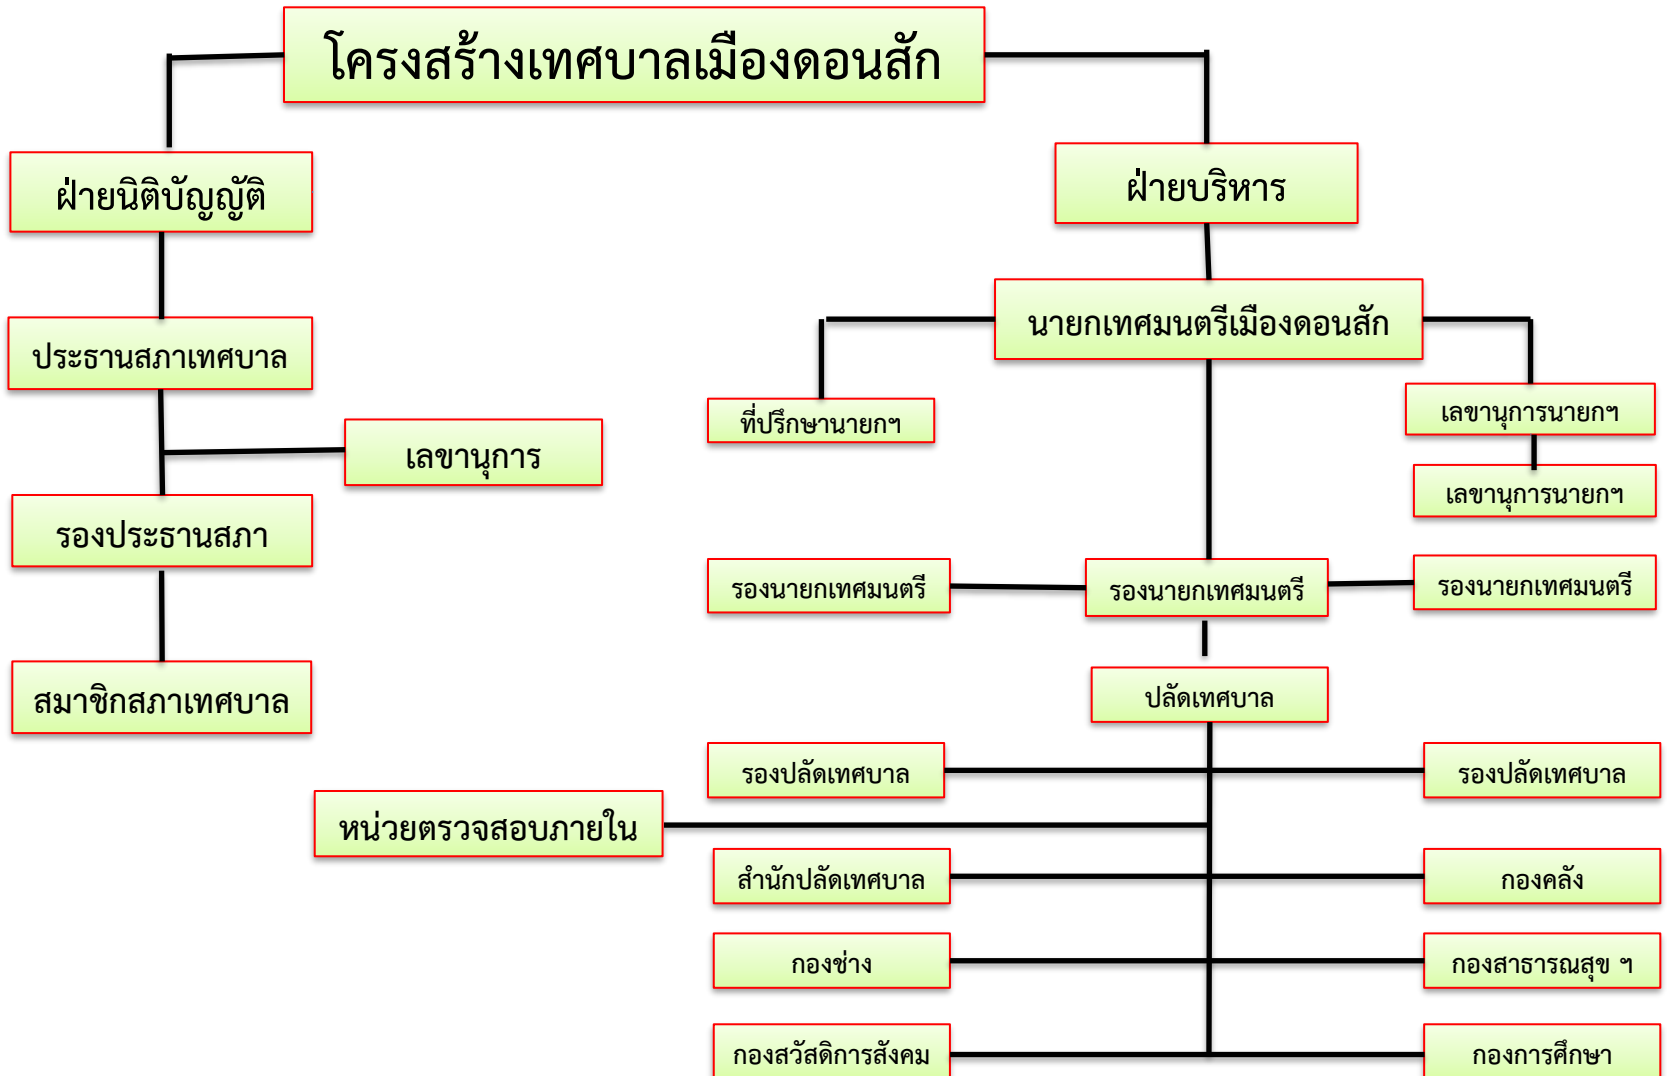 โครงสร้างเทศบาลเมืองดอนสัก
ฝ่ายนิติบัญญัติ
ฝ่ายบริหาร
ประธานสภาเทศบาล
นายกเทศมนตรีเมืองดอนสัก
ที่ปรึกษานายกฯ
เลขานุการนายกฯ
เลขานุการ
เลขานุการนายกฯ
รองประธานสภา
รองนายกเทศมนตรี
รองนายกเทศมนตรี
รองนายกเทศมนตรี
สมาชิกสภาเทศบาล
ปลัดเทศบาล
รองปลัดเทศบาล
รองปลัดเทศบาล
หน่วยตรวจสอบภายใน
สำนักปลัดเทศบาล
กองคลัง
กองช่าง
กองสาธารณสุข ฯ
กองสวัสดิการสังคม
กองการศึกษา